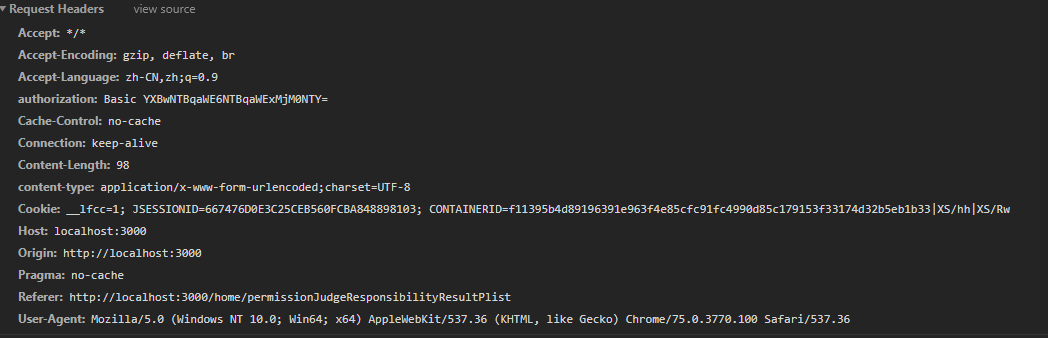 Request Headers view source
Accept: */*
Accept-Encoding: gzip, deflate, br
Accept-Language: zh-CN,zh;q=0.9
authorization: Basic YXBwNTBqaWE6NTBqaWExMjM0NTY=
Cache-Control: no-cache
Connection: keep-alive
Content-Length: 98
content-type: application/x-www-form-urlencoded;charset=UTF-8
Cookie: __lfcc=1; JSESSIONID=667476D0E3C25CEB560FCBA848898103; CONTAINERID=f11395b4d89196391e963f4e85cfc91fc4990d85c179153f33174d32b5eb1b33|XS/hh|XS/Rw
Host: localhost:3000
Origin: http://localhost:3000
Pragma: no-cache
Referer: http://localhost:3000/home/permissionJudgeResponsibilityResultPlist
User-Agent: Mozilla/5.0 (Windows NT 10.0; Win64; x64) AppleWebKit/537.36 (KHTML, like Gecko) Chrome/75.0.3770.100 Safari/537.36